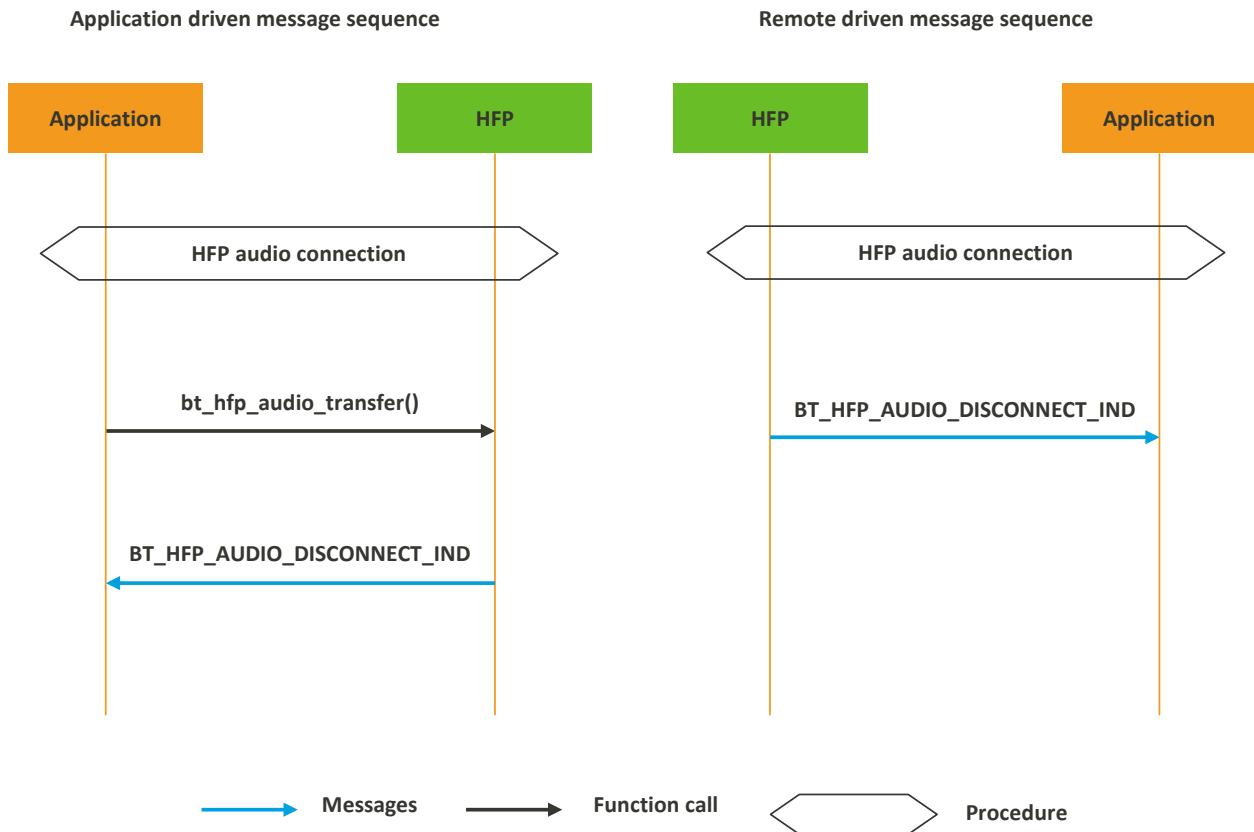 Application driven message sequence
Remote driven message sequence
Application
HFP
HFP
Application
HFP audio connection
HFP audio connection
bt_hfp_audio_transfer()
BT_HFP_AUDIO_DISCONNECT_IND
BT_HFP_AUDIO_DISCONNECT_IND
Messages
Function call
Procedure